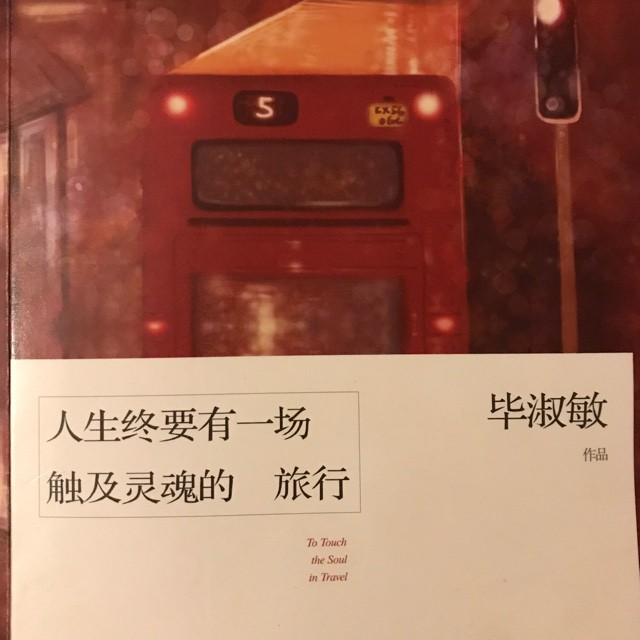 5
人生终要有一场
触及灵魂的 旅行
毕淑敏
作品
To Touch
the Soul
in Travel